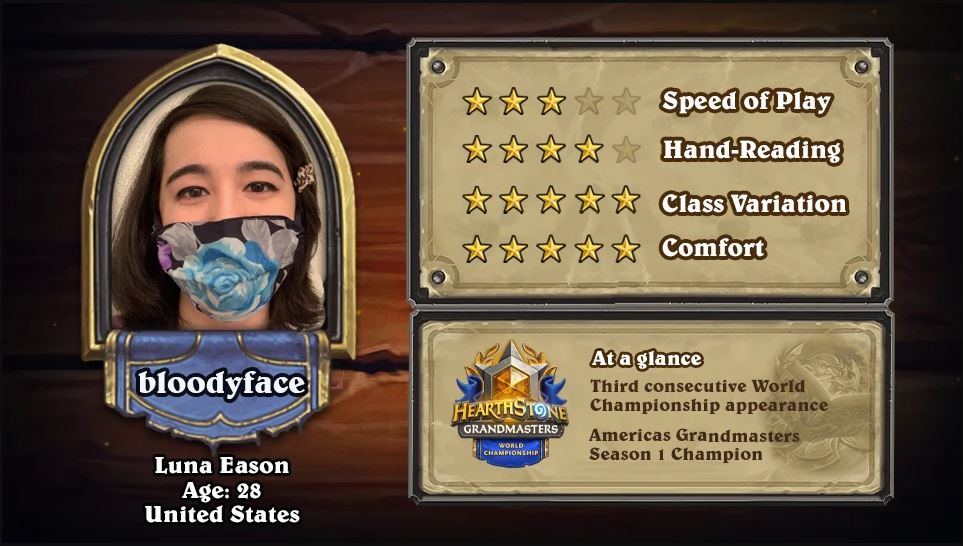 Speed of Play
Hand-Reading
Class Variation
Comfort
bloodyface
Luna Eason
Age: 28
United States
HEARTHSTONE
GRANDMASTERS
WORLD
CHAMPIONSHIP
At a glance
Third consecutive World
Championship appearance
Americas Grandmasters
Season 1 Champion